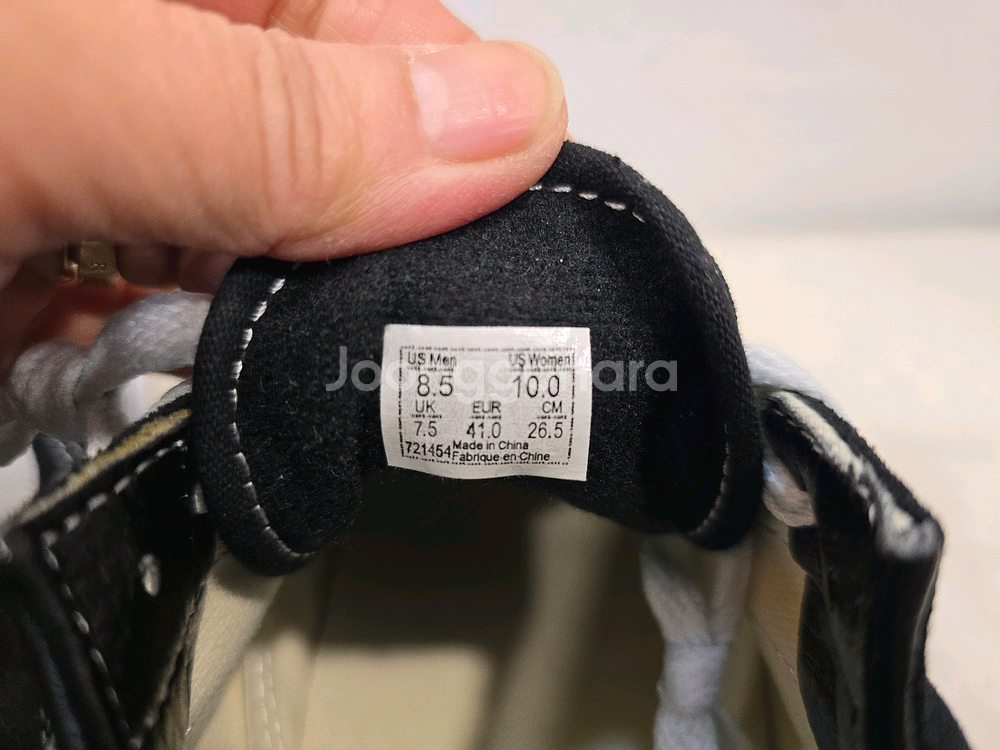 US Men US Women
8.5 10.0
UK EUR CM
7.5 41.0 26.5
721454 Made in China
Fabrique en Chine
Joonggonara